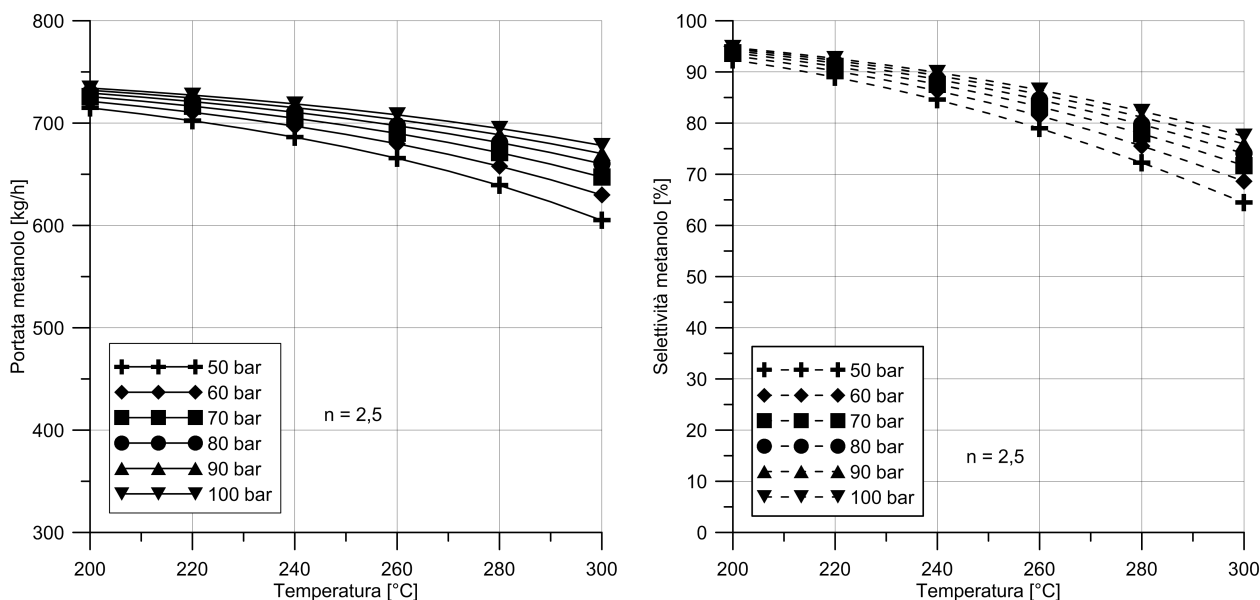 800
700
600
500
400
300
Portata metanolo [kg/h]
50 bar
60 bar
70 bar
80 bar
90 bar
100 bar
n = 2,5
200 220 240 260 280 300
Temperatura [°C]
100
90
80
70
60
50
40
30
20
10
0
Selettività metanolo [%]
50 bar
60 bar
70 bar
80 bar
90 bar
100 bar
n = 2,5
200 220 240 260 280 300
Temperatura [°C]